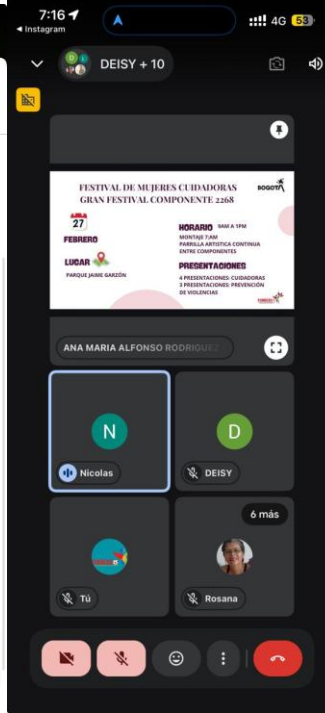 7:16
4G 53
Instagram
DEISY + 10
FESTIVAL DE MUJERES CUIDADORAS
GRAN FESTIVAL COMPONENTE 2268
BOGOTÁ
27
FEBRERO
LUGAR
PARQUE JAIME GARZÓN
HORARIO 9AM A 1PM
MONTAJE 7:AM
PARRILLA ARTISTICA CONTINUA
ENTRE COMPONENTES
PRESENTACIONES
4 PRESENTACIONES: CUIDADORAS
3 PRESENTACIONES: PREVENCIÓN
DE VIOLENCIAS
ANA MARIA ALFONSO RODRIGUEZ
N
Nicolas
D
DEISY
6 más
Tú
Rosana